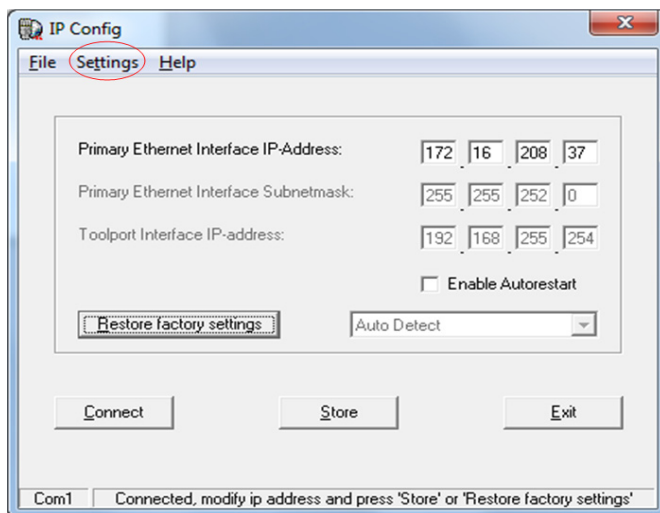 IP Config
File Settings Help
Primary Ethernet Interface IP-Address: 172 . 16 . 208 . 37
Primary Ethernet Interface Subnetmask: 255 . 255 . 252 . 0
Toolport Interface IP-address: 192 . 168 . 255 . 254
Enable Autorestart
Restore factory settings Auto Detect
Connect Store Exit
Com1 Connected, modify ip address and press 'Store' or 'Restore factory settings'